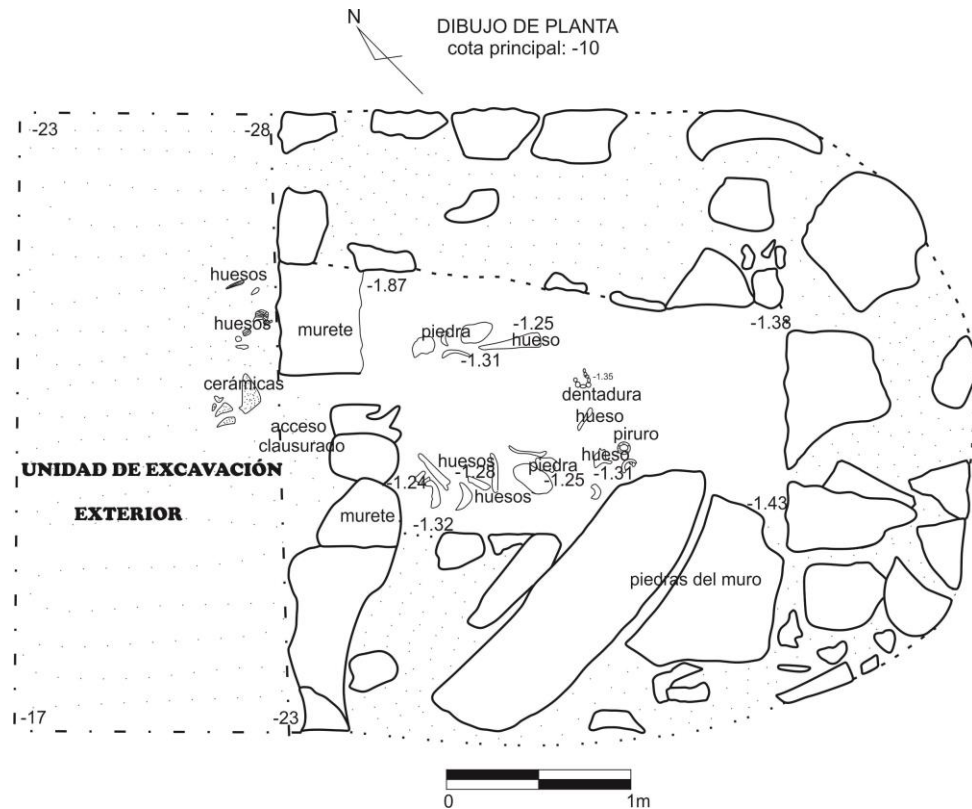 N
DIBUJO DE PLANTA
cota principal: -10
-23
-28
huesos
-1.87
huesos
murete
piedra
-1.25
hueso
-1.31
-1.38
cerámicas
-1.35
dentadura
hueso
acceso
clausurado
piruro
UNIDAD DE EXCAVACIÓN
EXTERIOR
huesos
-1.24
-1.28
huesos
piedra
-1.25
hueso
-1.31
murete
-1.32
-1.43
piedras del muro
-17
-23
0
1m